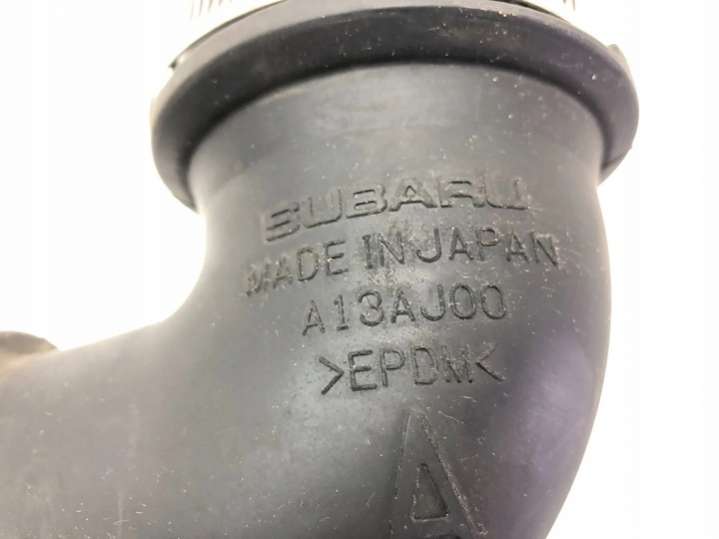 SUBARU
MADE IN JAPAN
A13AJ00
>EPDM<